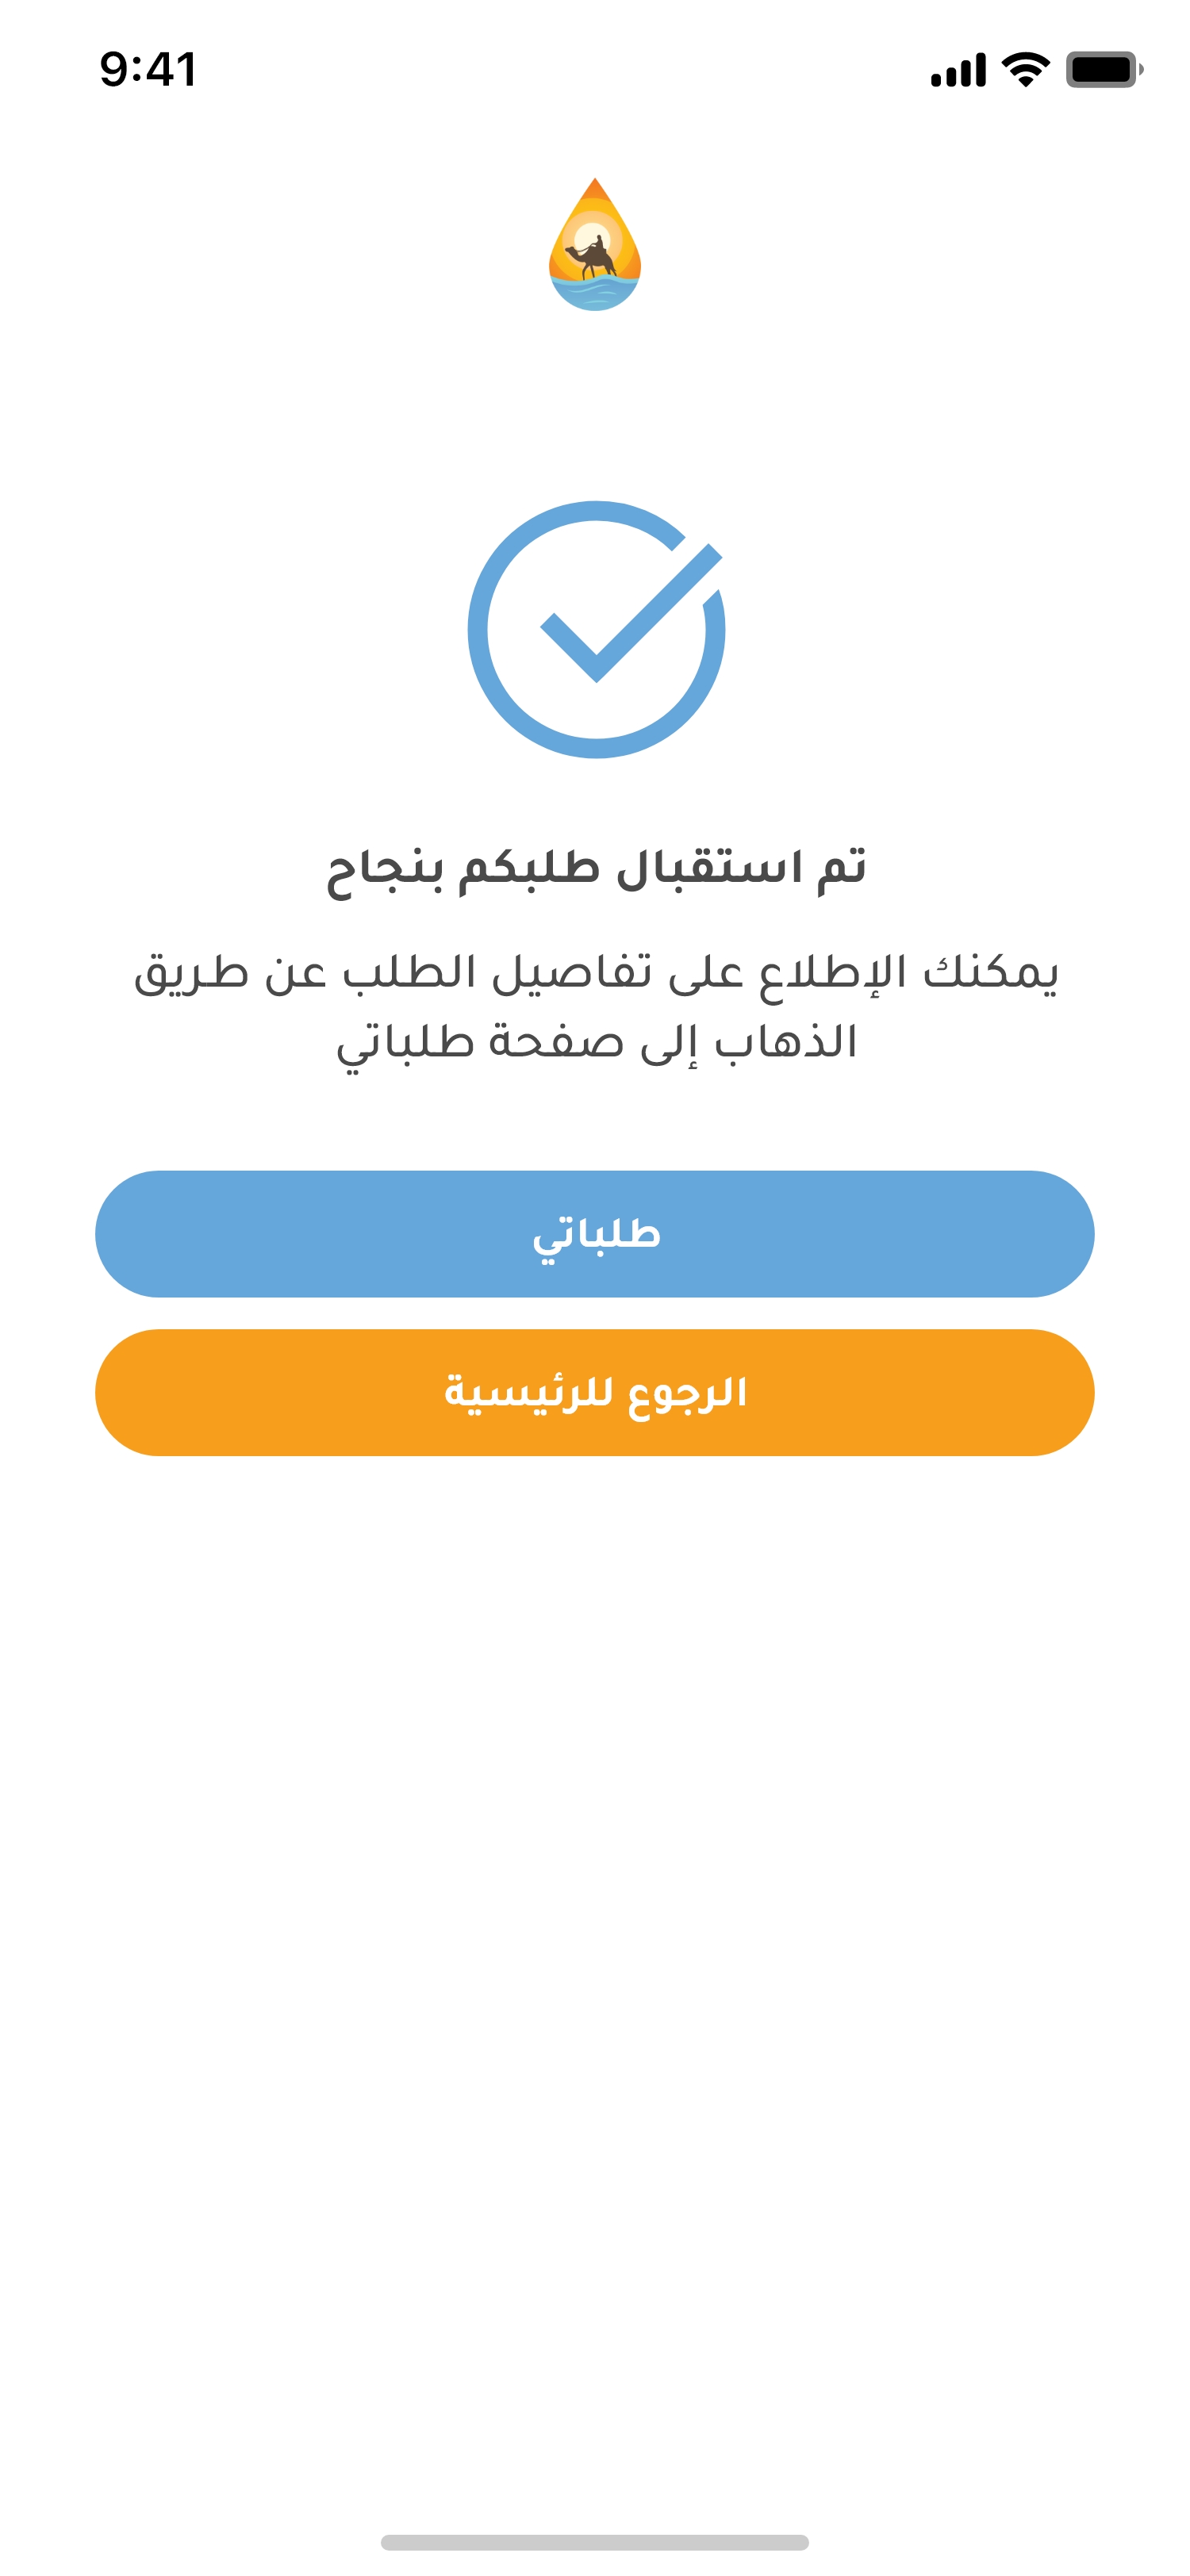 9:41
تم استقبال طلبكم بنجاح
يمكنك الإطلاع على تفاصيل الطلب عن طريق
الذهاب إلى صفحة طلباتي
طلباتي
الرجوع للرئيسية